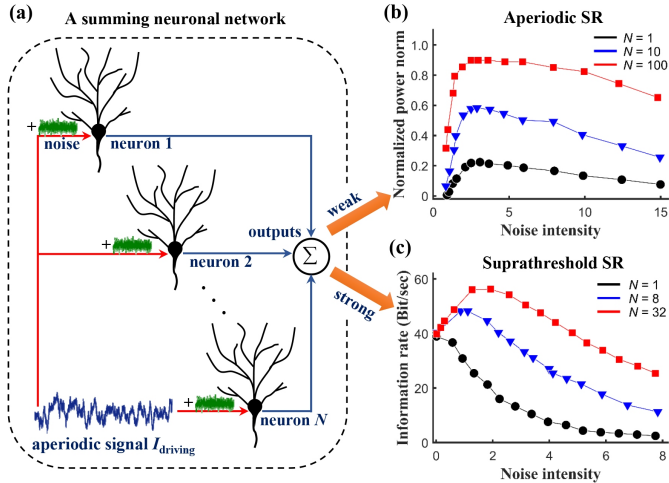 (a)
A summing neuronal network
+
noise
neuron 1
+
neuron 2
outputs
Σ
weak
strong
+
neuron N
aperiodic signal I_driving
(b)
Aperiodic SR
N = 1
N = 10
N = 100
Normalized power norm
1.0
0.8
0.6
0.4
0.2
0
0
5
10
15
Noise intensity
(c)
Suprathreshold SR
N = 1
N = 8
N = 32
Information rate (Bit/sec)
60
40
20
0
0
2
4
6
8
Noise intensity